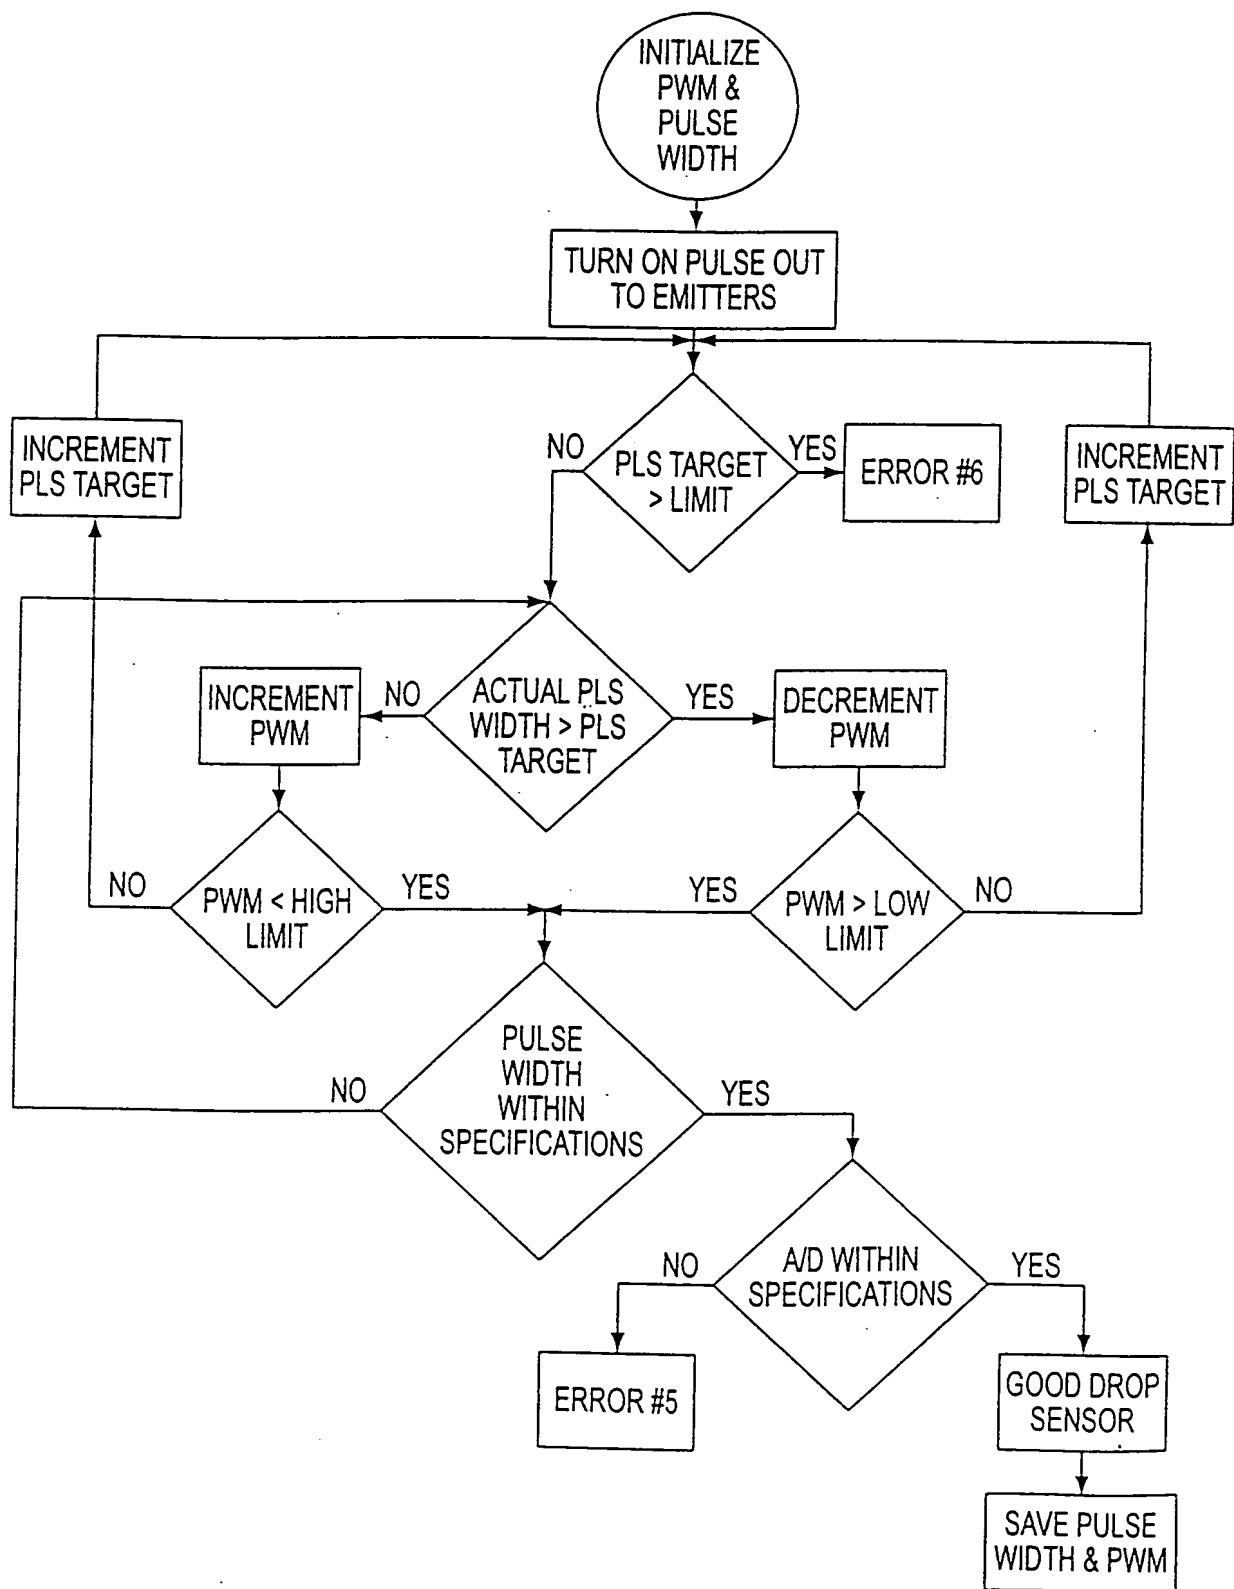 INITIALIZE
PWM &
PULSE
WIDTH
TURN ON PULSE OUT
TO EMITTERS
INCREMENT
PLS TARGET
NO
PLS TARGET
> LIMIT
YES
ERROR #6
INCREMENT
PLS TARGET
INCREMENT
PWM
NO
ACTUAL PLS
WIDTH > PLS
TARGET
YES
DECREMENT
PWM
NO
PWM < HIGH
LIMIT
YES
YES
PWM > LOW
LIMIT
NO
NO
PULSE
WIDTH
WITHIN
SPECIFICATIONS
YES
NO
A/D WITHIN
SPECIFICATIONS
YES
ERROR #5
GOOD DROP
SENSOR
SAVE PULSE
WIDTH & PWM